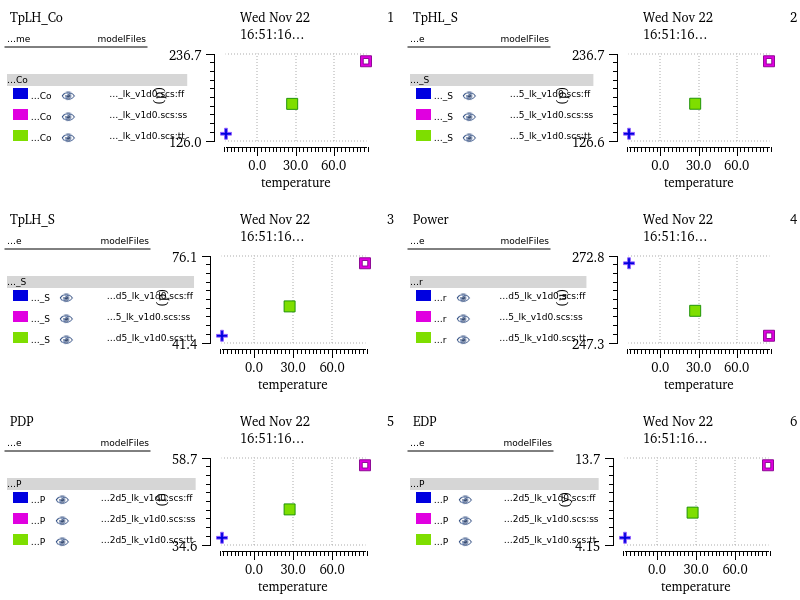 TpLH_Co
Wed Nov 22
1
16:51:16...
...me modelFiles
236.7
...Co
...Co ..._lk_v1d0.scs:ff
...Co ..._lk_v1d0.scs:ss
...Co ..._lk_v1d0.scs:tt
126.0
0.0 30.0 60.0
temperature
TpHL_S
Wed Nov 22
2
16:51:16...
...e modelFiles
236.7
..._S
..._S ...5_lk_v1d0.scs:ff
..._S ...5_lk_v1d0.scs:ss
..._S ...5_lk_v1d0.scs:tt
126.6
0.0 30.0 60.0
temperature
TpLH_S
Wed Nov 22
3
16:51:16...
...e modelFiles
76.1
..._S
..._S ...d5_lk_v1d0.scs:ff
..._S ...5_lk_v1d0.scs:ss
..._S ...d5_lk_v1d0.scs:tt
41.4
0.0 30.0 60.0
temperature
Power
Wed Nov 22
4
16:51:16...
...e modelFiles
272.8
...r
...r ...d5_lk_v1d0.scs:ff
...r ...5_lk_v1d0.scs:ss
...r ...d5_lk_v1d0.scs:tt
247.3
0.0 30.0 60.0
temperature
PDP
Wed Nov 22
5
16:51:16...
...e modelFiles
58.7
...P
...P ...2d5_lk_v1d0.scs:ff
...P ...2d5_lk_v1d0.scs:ss
...P ...2d5_lk_v1d0.scs:tt
34.6
0.0 30.0 60.0
temperature
EDP
Wed Nov 22
6
16:51:16...
...e modelFiles
13.7
...P
...P ...2d5_lk_v1d0.scs:ff
...P ...2d5_lk_v1d0.scs:ss
...P ...2d5_lk_v1d0.scs:tt
4.15
0.0 30.0 60.0
temperature